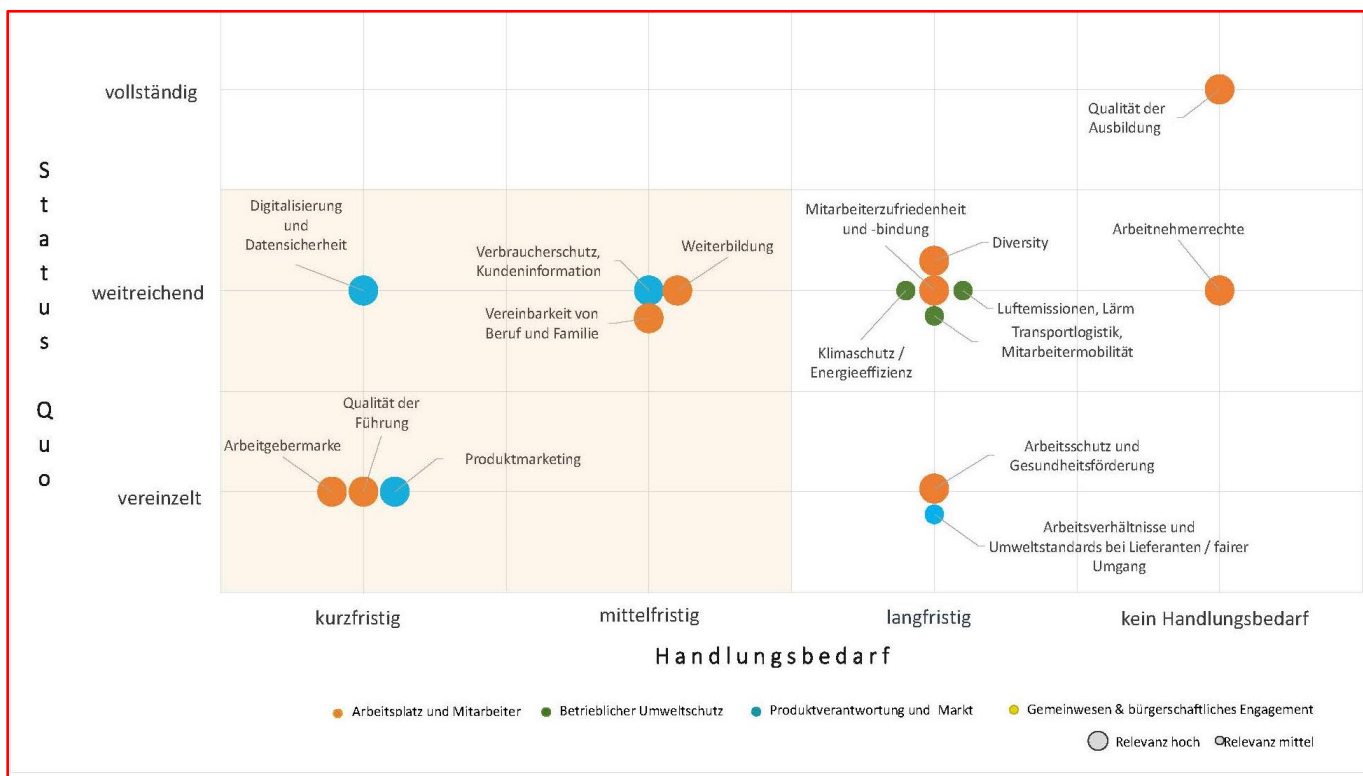 vollständig
Qualität der
Ausbildung
Status Quo
Digitalisierung
und
Datensicherheit
Verbraucherschutz,
Kundeninformation
Weiterbildung
Vereinbarkeit von
Beruf und Familie
Mitarbeiterzufriedenheit
und -bindung
Diversity
Arbeitnehmerrechte
weitreichend
Luftemissionen, Lärm
Transportlogistik,
Mitarbeitermobilität
Klimaschutz /
Energieeffizienz
Qualität der
Führung
Arbeitgebermarke
Produktmarketing
Arbeitsschutz und
Gesundheitsförderung
vereinzelt
Arbeitsverhältnisse und
Umweltstandards bei Lieferanten / fairer
Umgang
kurzfristig
mittelfristig
langfristig
kein Handlungsbedarf
Handlungsbedarf
Arbeitsplatz und Mitarbeiter
Betrieblicher Umweltschutz
Produktverantwortung und Markt
Gemeinwesen & bürgerschaftliches Engagement
Relevanz hoch
Relevanz mittel